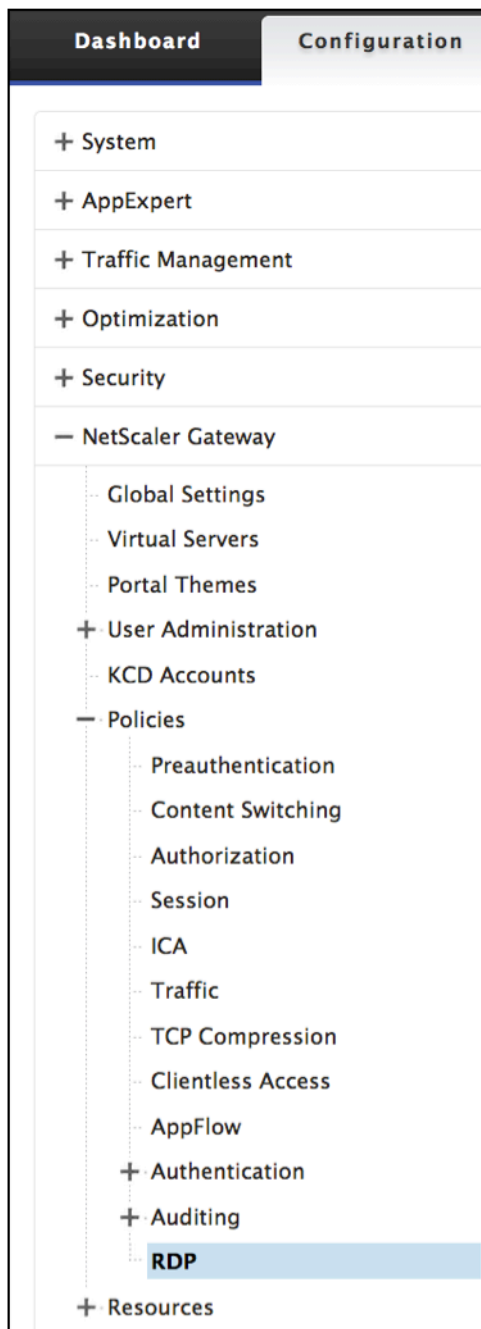 Dashboard Configuration
System
AppExpert
Traffic Management
Optimization
Security
NetScaler Gateway
Global Settings
Virtual Servers
Portal Themes
User Administration
KCD Accounts
Policies
Preauthentication
Content Switching
Authorization
Session
ICA
Traffic
TCP Compression
Clientless Access
AppFlow
Authentication
Auditing
RDP
Resources